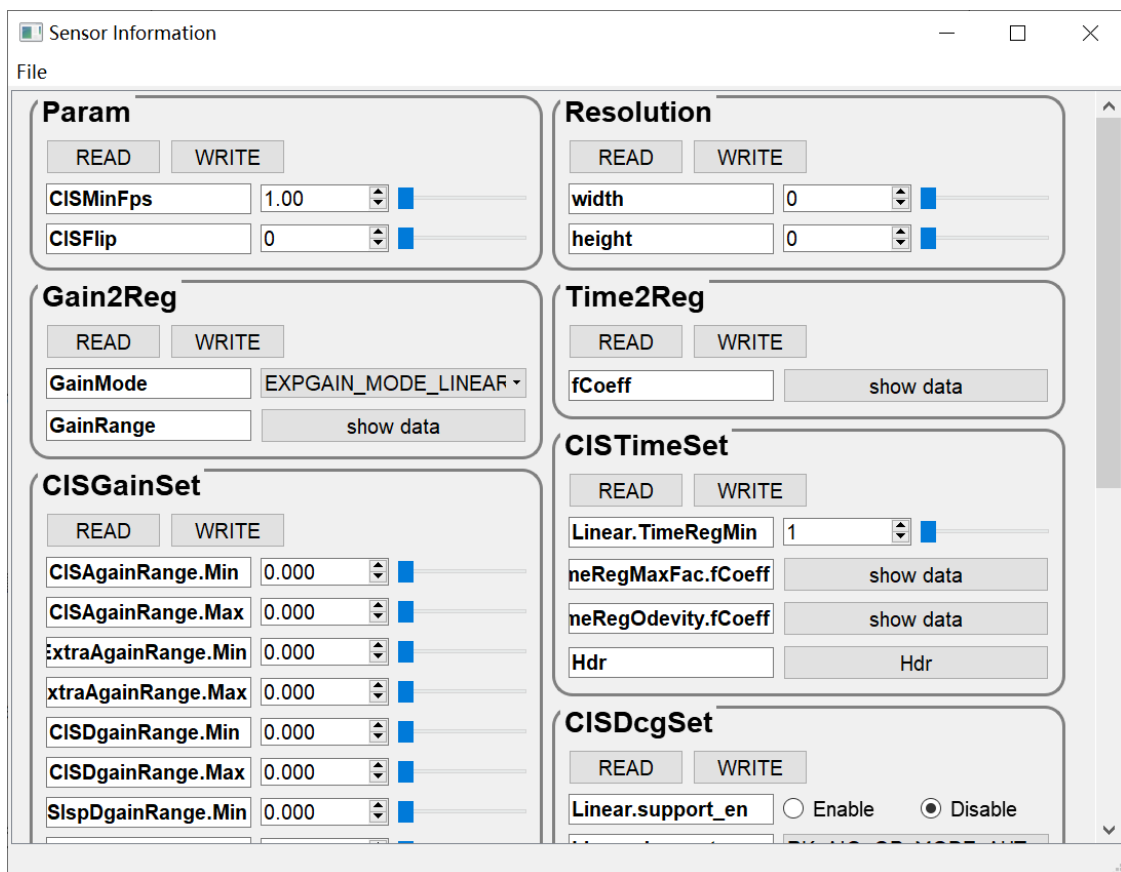 Sensor Information
File
Param
READ WRITE
CISMinFps 1.00
CISFlip 0
Gain2Reg
READ WRITE
GainMode EXPGAIN_MODE_LINEAR
GainRange show data
CISGainSet
READ WRITE
CISAgainRange.Min 0.000
CISAgainRange.Max 0.000
ExtraAgainRange.Min 0.000
xtraAgainRange.Max 0.000
CISDgainRange.Min 0.000
CISDgainRange.Max 0.000
SIspDgainRange.Min 0.000
Resolution
READ WRITE
width 0
height 0
Time2Reg
READ WRITE
fCoeff show data
CISTimeSet
READ WRITE
Linear.TimeRegMin 1
meRegMaxFac.fCoeff show data
meRegOdevity.fCoeff show data
Hdr Hdr
CISDcgSet
READ WRITE
Linear.support_en Enable Disable